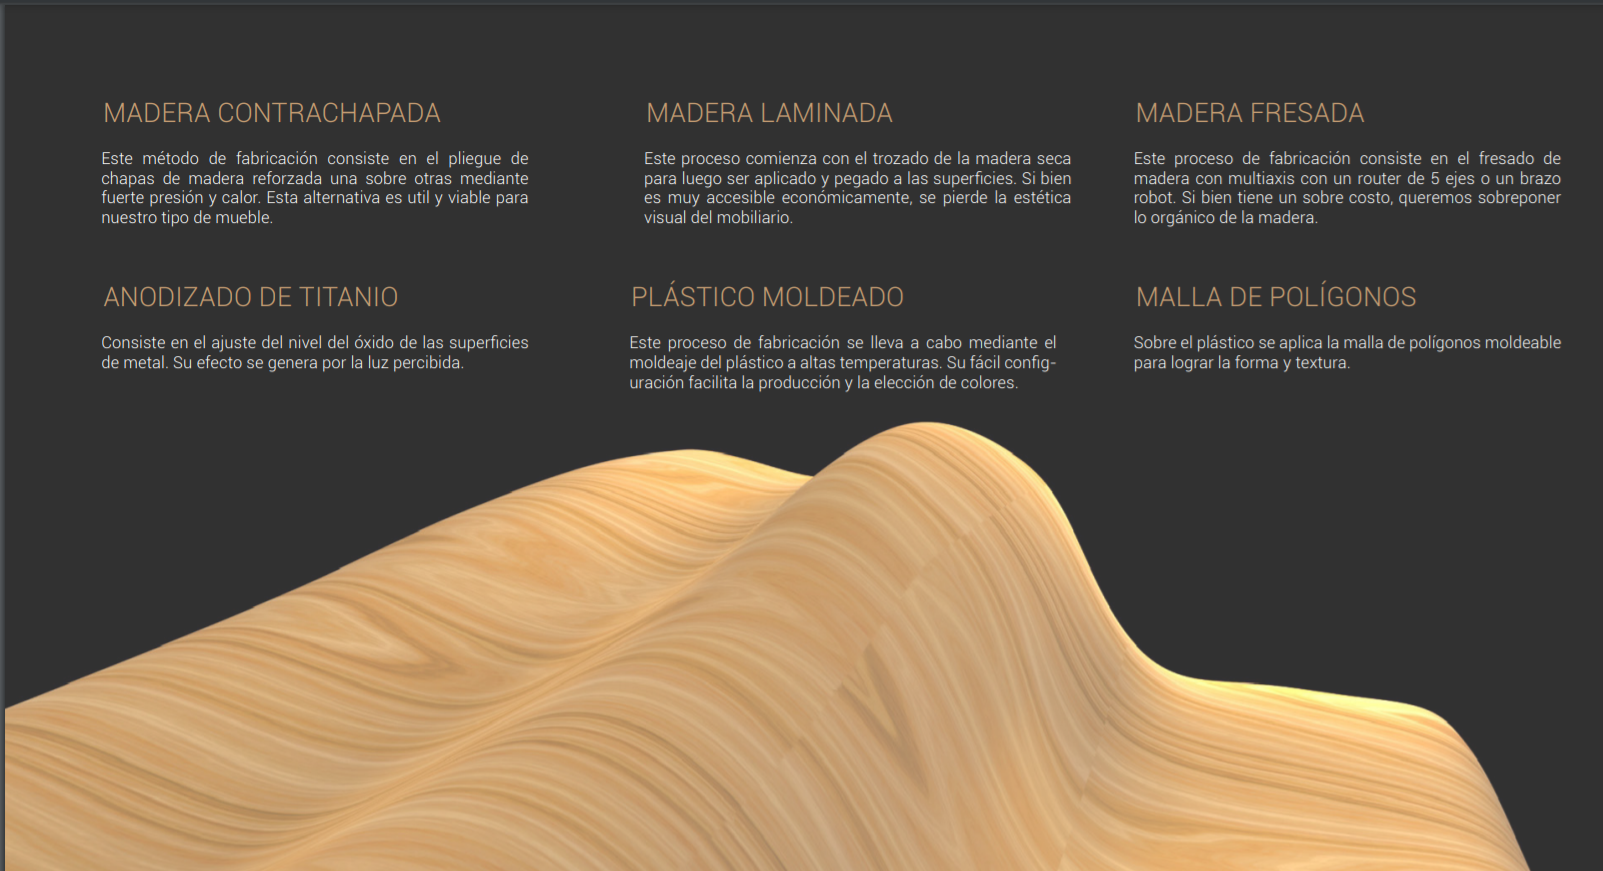 MADERA CONTRACHAPADA
Este método de fabricación consiste en el pliegue de
chapas de madera reforzada una sobre otras mediante
fuerte presión y calor. Esta alternativa es util y viable para
nuestro tipo de mueble.
MADERA LAMINADA
Este proceso comienza con el trozado de la madera seca
para luego ser aplicado y pegado a las superficies. Si bien
es muy accesible económicamente, se pierde la estética
visual del mobiliario.
MADERA FRESADA
Este proceso de fabricación consiste en el fresado de
madera con multiaxis con un router de 5 ejes o un brazo
robot. Si bien tiene un sobre costo, queremos sobreponer
lo orgánico de la madera.
ANODIZADO DE TITANIO
Consiste en el ajuste del nivel del óxido de las superficies
de metal. Su efecto se genera por la luz percibida.
PLÁSTICO MOLDEADO
Este proceso de fabricación se lleva a cabo mediante el
moldeaje del plástico a altas temperaturas. Su fácil config-
uración facilita la producción y la elección de colores.
MALLA DE POLÍGONOS
Sobre el plástico se aplica la malla de polígonos moldeable
para lograr la forma y textura.